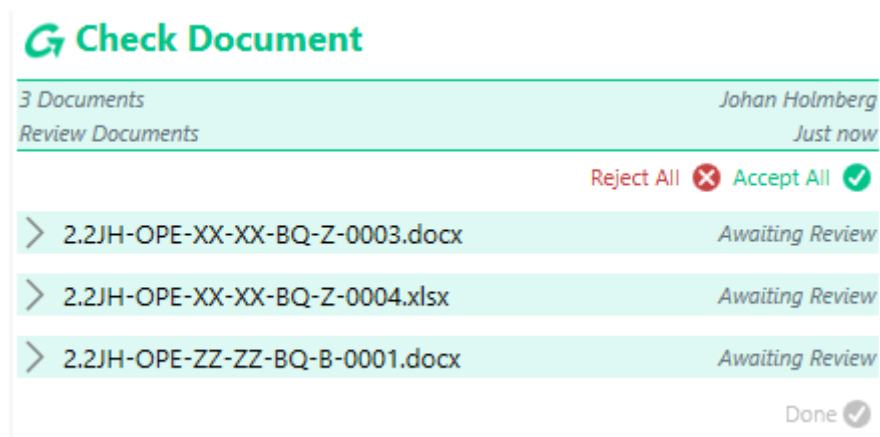 Check Document
3 Documents Johan Holmberg
Review Documents Just now
Reject All Accept All
2.2JH-OPE-XX-XX-BQ-Z-0003.docx Awaiting Review
2.2JH-OPE-XX-XX-BQ-Z-0004.xlsx Awaiting Review
2.2JH-OPE-ZZ-ZZ-BQ-B-0001.docx Awaiting Review
Done